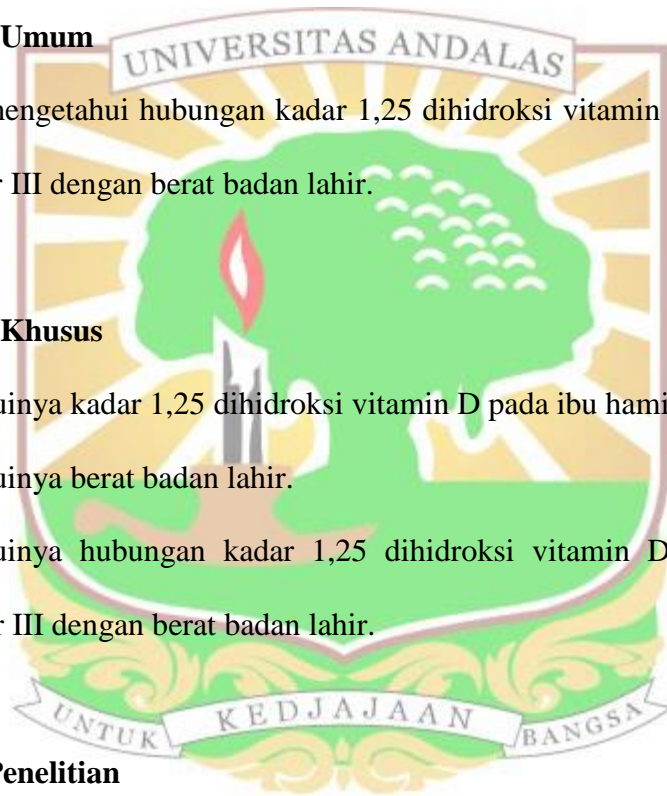 Umum
UNIVERSITAS ANDALAS
mengetahui hubungan kadar 1,25 dihidroksi vitamin
r III dengan berat badan lahir.
Khusus
uinya kadar 1,25 dihidroksi vitamin D pada ibu hami
uinya berat badan lahir.
uinya hubungan kadar 1,25 dihidroksi vitamin D
r III dengan berat badan lahir.
UNTUK KEDJAJAAN BANGSA
Penelitian